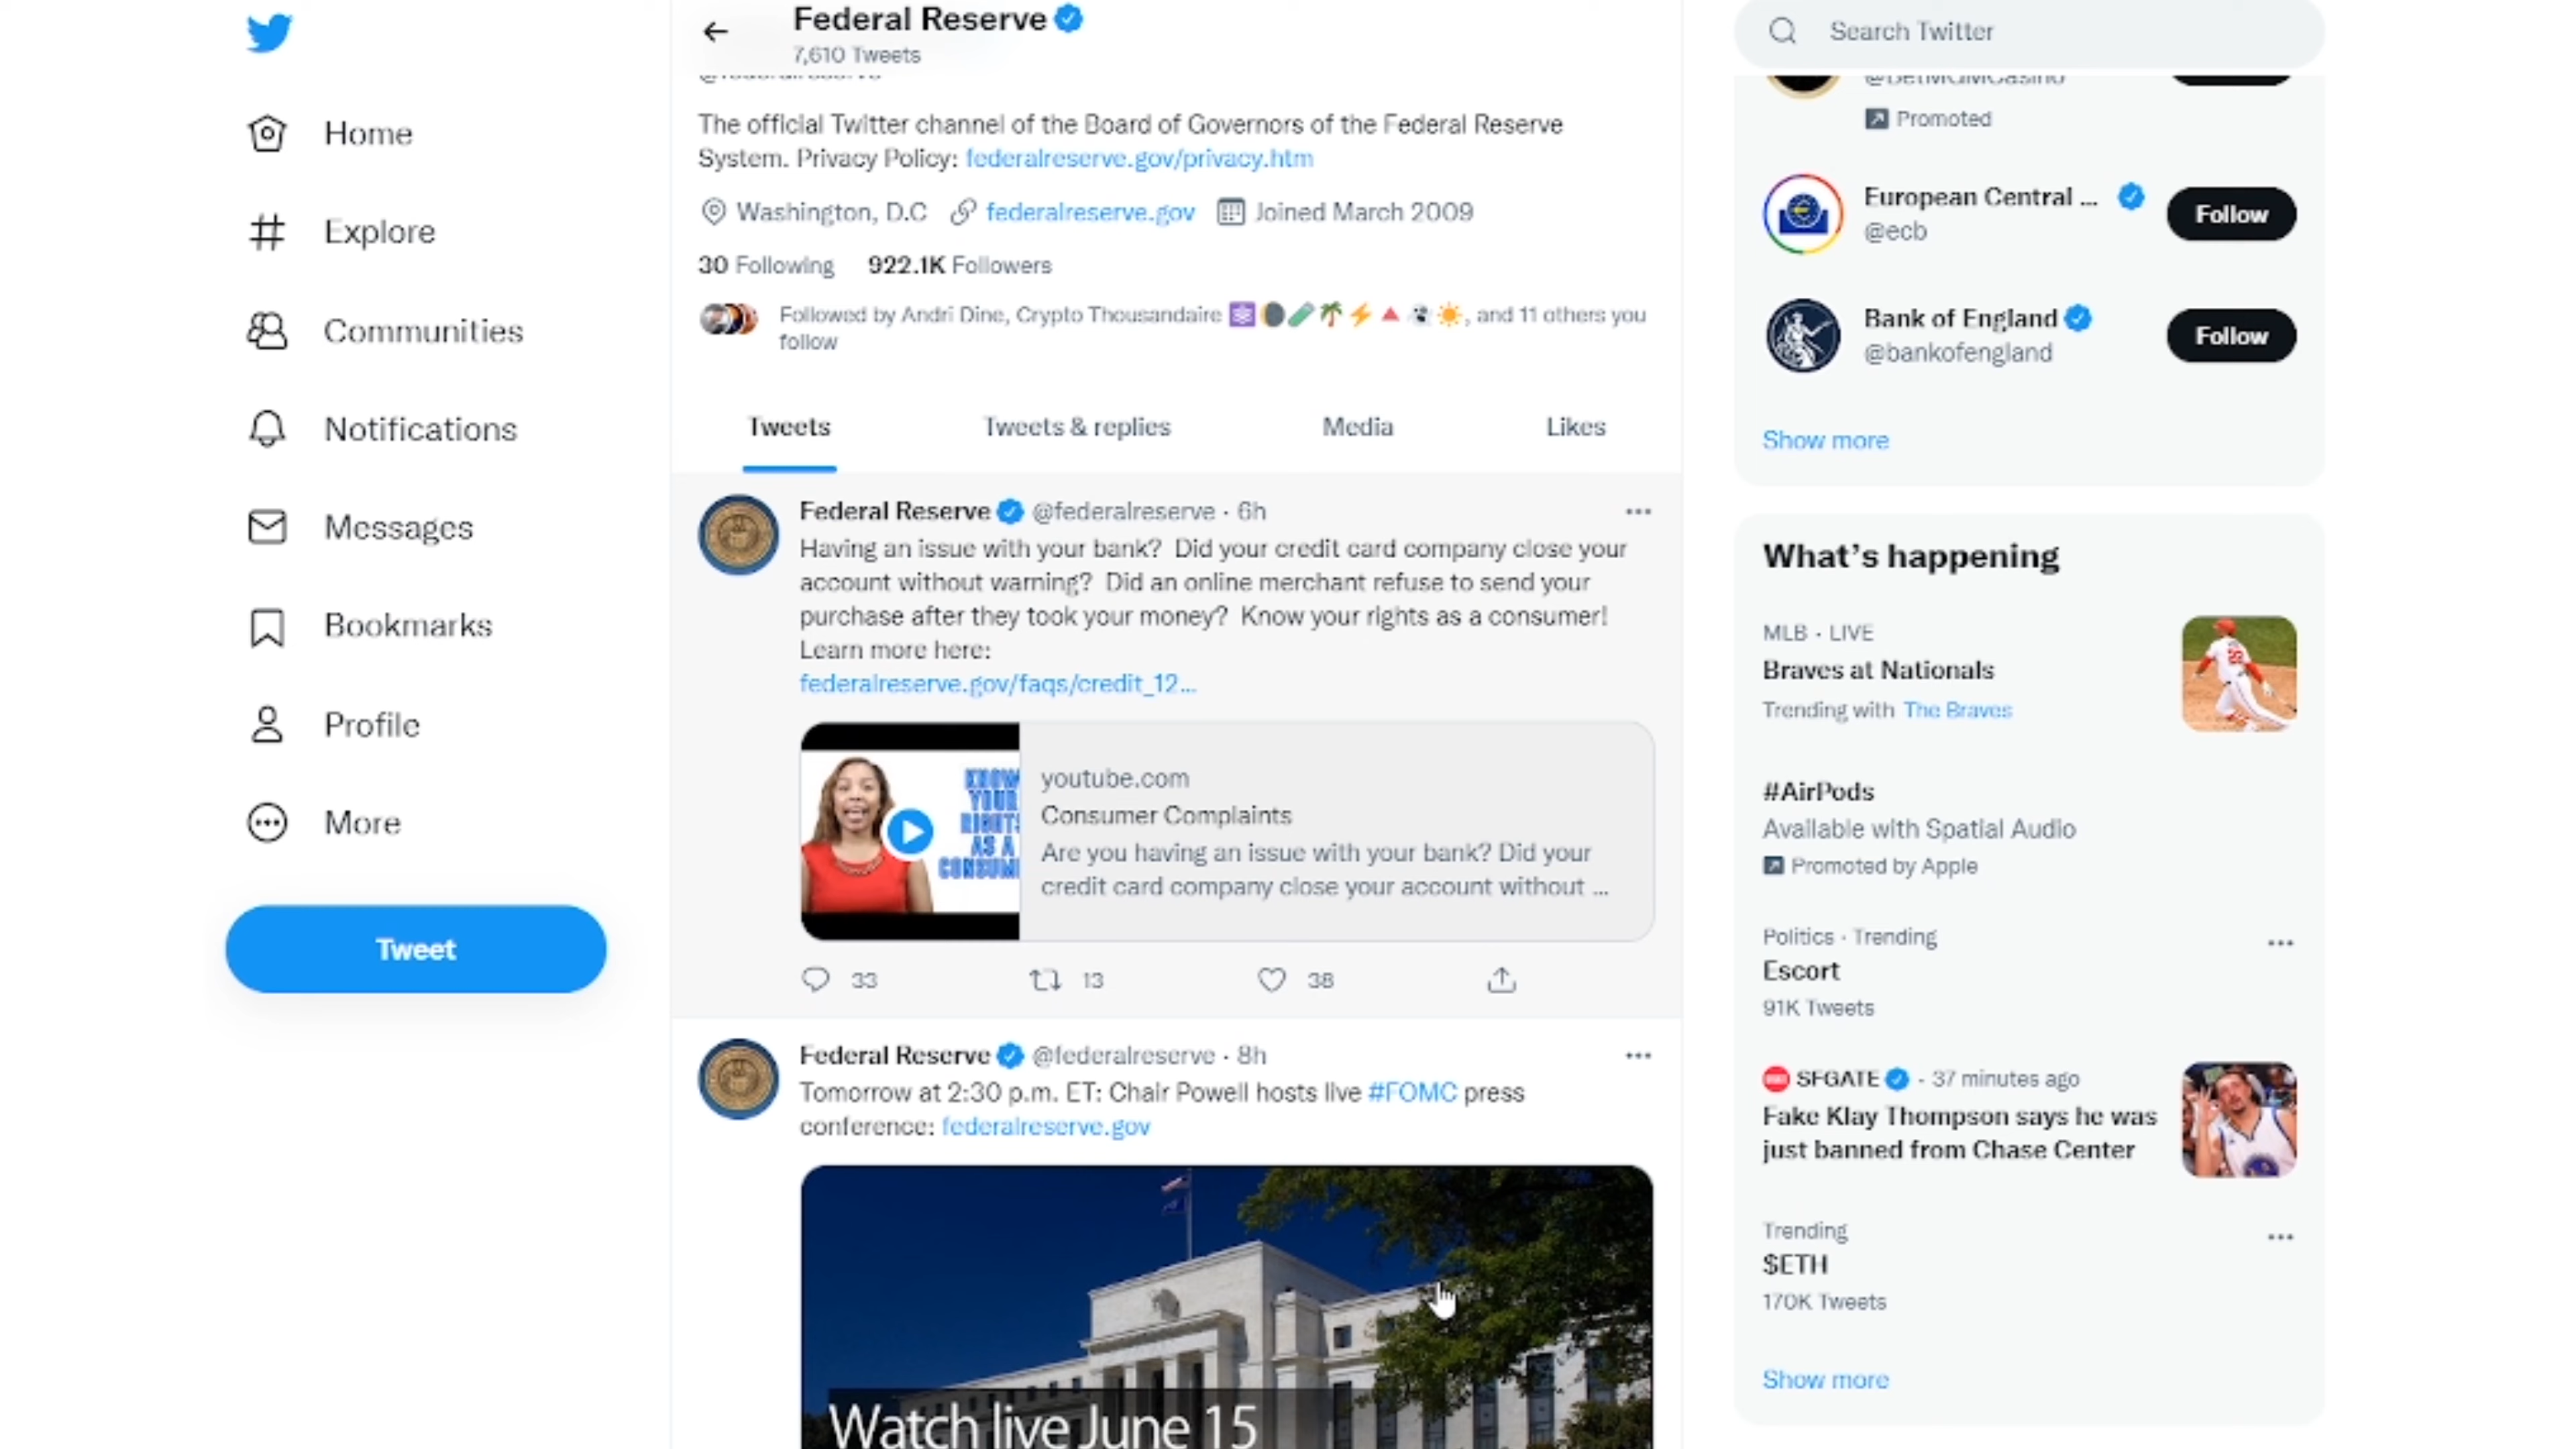 Home
Explore
Communities
Notifications
Messages
Bookmarks
Profile
More
Tweet
Federal Reserve
7,610 Tweets
@federalreserve
The official Twitter channel of the Board of Governors of the Federal Reserve
System. Privacy Policy: federalreserve.gov/privacy.htm
Washington, D.C federalreserve.gov Joined March 2009
30 Following 922.1K Followers
Followed by Andri Dine, Crypto Thousandaire ⚛️🌘🧪🌴⚡🔺👻☀️, and 11 others you
follow
Tweets Tweets & replies Media Likes
Federal Reserve @federalreserve · 6h
Having an issue with your bank? Did your credit card company close your
account without warning? Did an online merchant refuse to send your
purchase after they took your money? Know your rights as a consumer!
Learn more here:
federalreserve.gov/faqs/credit_12...
KNOW
YOUR
RIGHTS
AS A
CONSUM
youtube.com
Consumer Complaints
Are you having an issue with your bank? Did your
credit card company close your account without ...
33 13 38
Federal Reserve @federalreserve · 8h
Tomorrow at 2:30 p.m. ET: Chair Powell hosts live #FOMC press
conference: federalreserve.gov
Watch live June 15
Search Twitter
@BetMGMCasino
Promoted
European Central ...
@ecb
Follow
Bank of England
@bankofengland
Follow
Show more
What's happening
MLB · LIVE
Braves at Nationals
Trending with The Braves
#AirPods
Available with Spatial Audio
Promoted by Apple
Politics · Trending
Escort
91K Tweets
SFGATE · 37 minutes ago
Fake Klay Thompson says he was
just banned from Chase Center
Trending
$ETH
170K Tweets
Show more